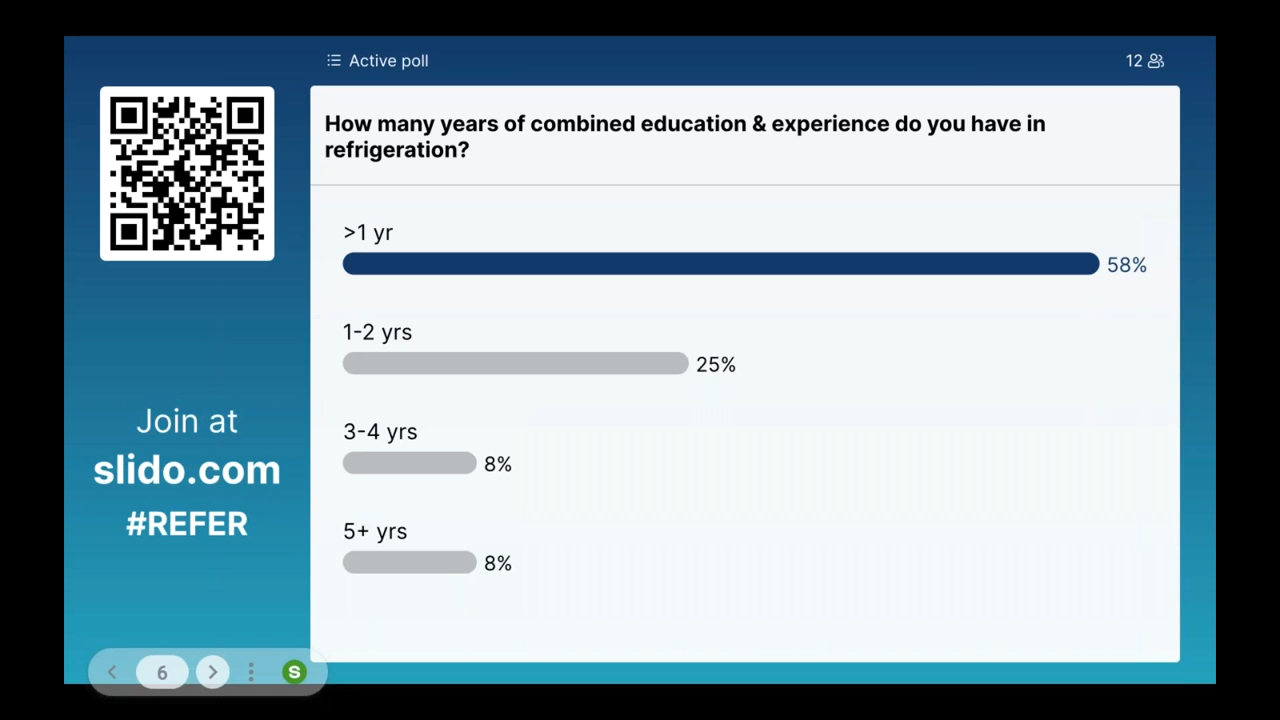 Active poll
12
How many years of combined education & experience do you have in
refrigeration?
>1 yr
58%
1-2 yrs
25%
3-4 yrs
8%
5+ yrs
8%
Join at
slido.com
#REFER
6
S